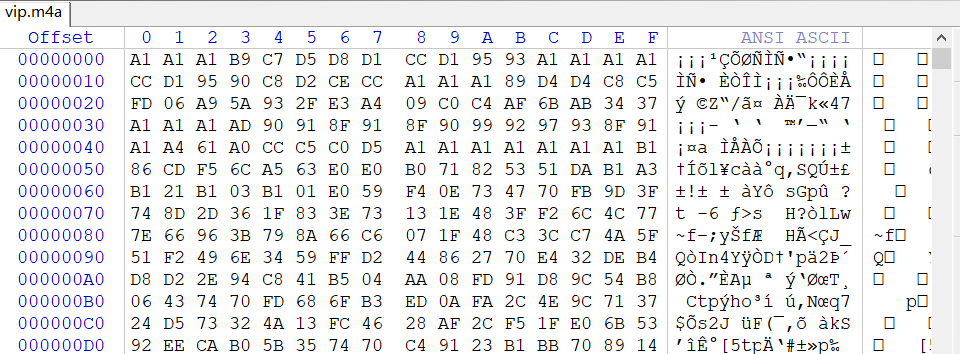 vip.m4a
Offset 0 1 2 3 4 5 6 7 8 9 A B C D E F ANSI ASCII
00000000 A1 A1 A1 B9 C7 D5 D8 D1 CC D1 95 93 A1 A1 A1 A1 ¡¡¡¹ÇÕØÑÌÑ•“¡¡¡¡
00000010 CC D1 95 90 C8 D2 CE CC A1 A1 A1 89 D4 D4 C8 C5 ÌÑ• ÈÒÎÌ¡¡¡‰ÔÔÈÅ
00000020 FD 06 A9 5A 93 2F E3 A4 09 C0 C4 AF 6B AB 34 37 ý ©Z“/ã¤ ÀÄ¯k«47
00000030 A1 A1 A1 AD 90 91 8F 91 8F 90 99 92 97 93 8F 91
00000040 A1 A4 61 A0 CC C5 C0 D5 A1 A1 A1 A1 A1 A1 A1 B1 ¡¤a ÌÅÀÕ¡¡¡¡¡¡¡±
00000050 86 CD F5 6C A5 63 E0 E0 B0 71 82 53 51 DA B1 A3 †Íõl¥càà°q‚SQÚ±£
00000060 B1 21 B1 03 B1 01 E0 59 F4 0E 73 47 70 FB 9D 3F ±!± ± àYô sGpû ?
00000070 74 8D 2D 36 1F 83 3E 73 13 1E 48 3F F2 6C 4C 77 t -6 ƒ>s H?òlLw
00000080 7E 66 96 3B 79 8A 66 C6 07 1F 48 C3 3C C7 4A 5F ~f–;yŠfÆ HÃ<ÇJ_ ~f
00000090 51 F2 49 6E 34 59 FF D2 44 86 27 70 E4 32 DE B4 QòIn4YÿÒD†'pä2Þ´ Q
000000A0 D8 D2 2E 94 C8 41 B5 04 AA 08 FD 91 D8 9C 54 B8 ØÒ.”ÈAµ ª ý‘ØœT¸
000000B0 06 43 74 70 FD 68 6F B3 ED 0A FA 2C 4E 9C 71 37 Ctpýho³í ú,Nœq7 p
000000C0 24 D5 73 32 4A 13 FC 46 28 AF 2C F5 1F E0 6B 53 $Õs2J üF(¯,õ àkS
000000D0 92 EE CA B0 5B 35 74 70 C4 91 23 B1 BB 70 89 14 ’îÊ°[5tpÄ‘#±»p‰ [5